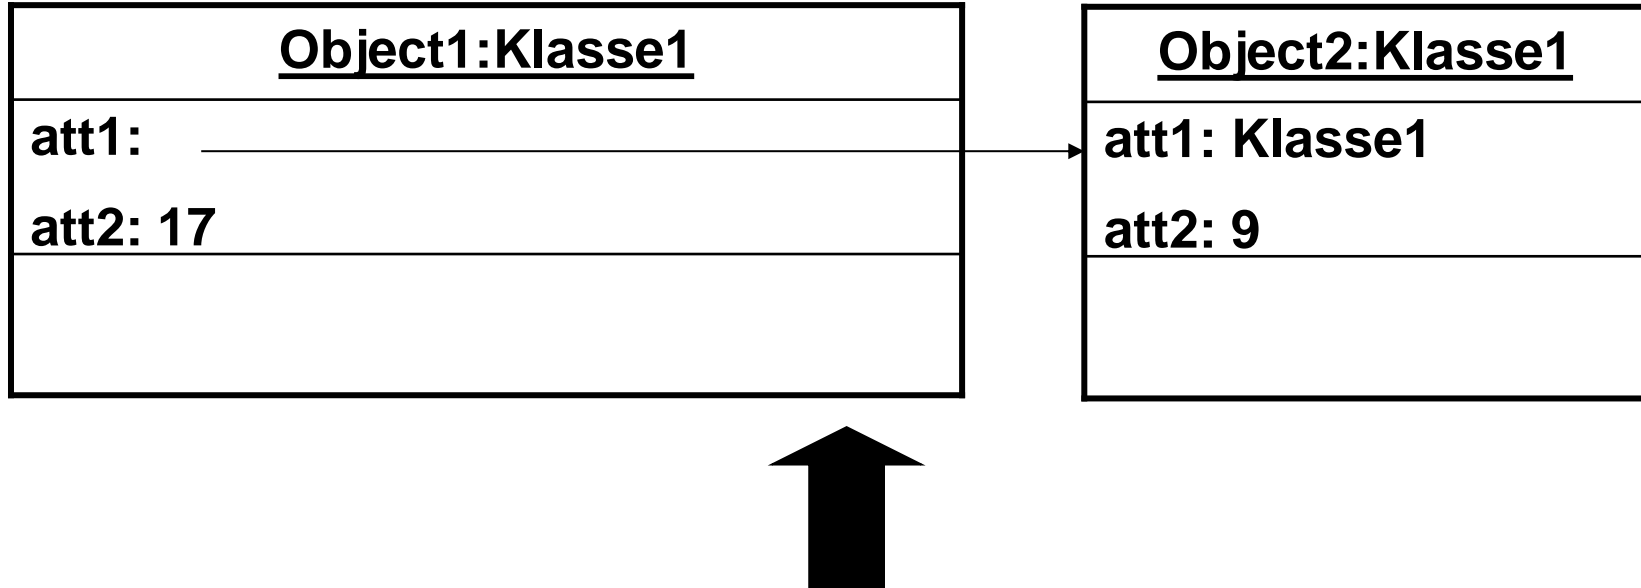 Object1:Klasse1
att1:
att2: 17
Object2:Klasse1
att1: Klasse1
att2: 9